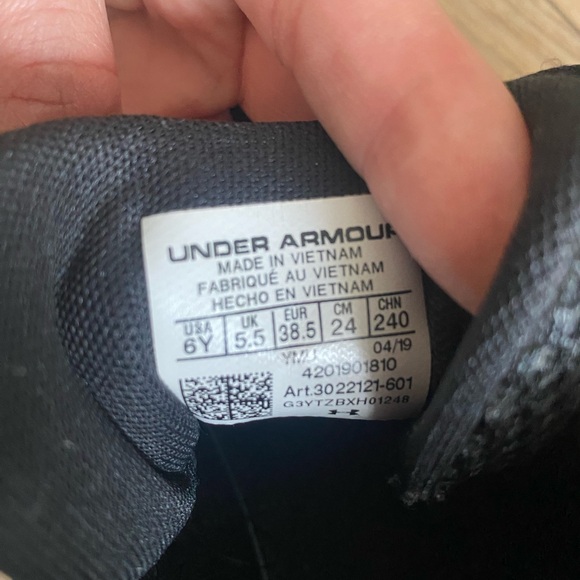 UNDER ARMOUR
MADE IN VIETNAM
FABRIQUÉ AU VIETNAM
HECHO EN VIETNAM
USA UK EUR CM CHN
6Y 5.5 38.5 24 240
04/19
4201901810
Art.3022121-601
G3YTZBXH01248